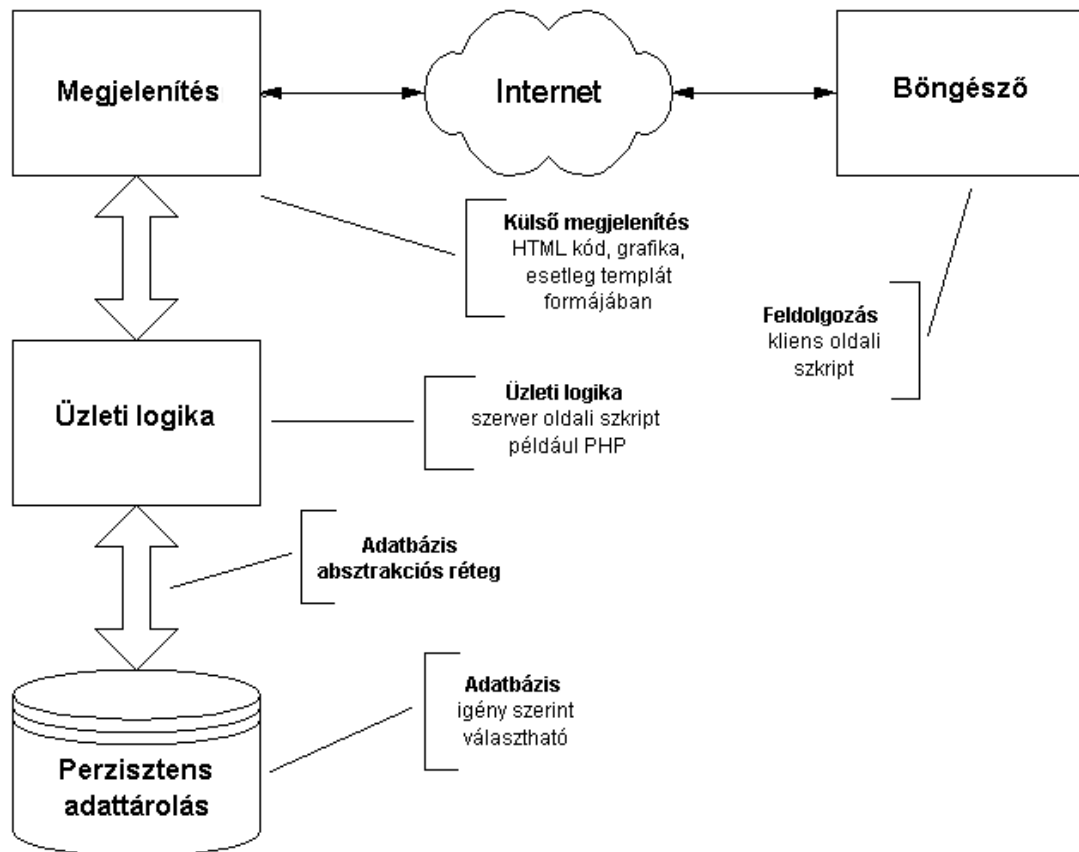 Megjelenítés
Internet
Böngésző
Külső megjelenítés
HTML kód, grafika,
esetleg templát
formájában
Feldolgozás
kliens oldali
szkript
Üzleti logika
Üzleti logika
szerver oldali szkript
például PHP
Adatbázis
absztrakciós réteg
Adatbázis
igény szerint
választható
Perzisztens
adattárolás